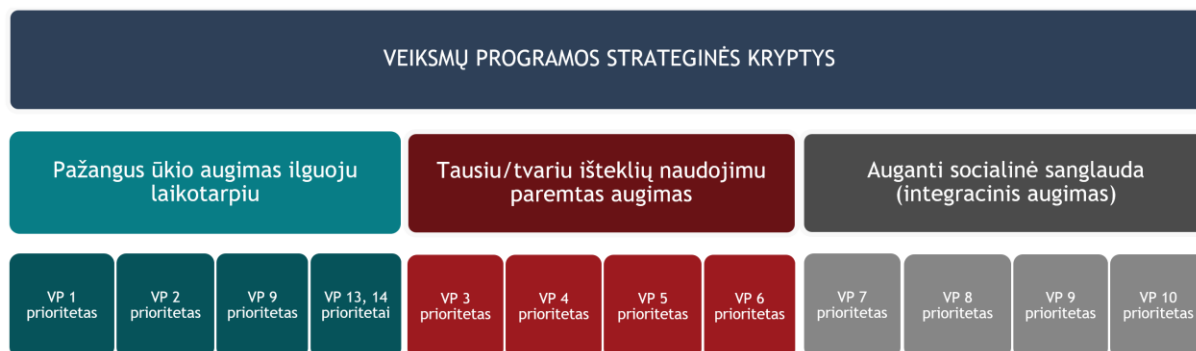 VEIKSMŲ PROGRAMOS STRATEGINĖS KRYPTYS
Pažangus ūkio augimas ilguoju
laikotarpiu
Tausiu/tvariu išteklių naudojimu
paremtas augimas
Auganti socialinė sanglauda
(integracinis augimas)
VP 1
prioritetas
VP 2
prioritetas
VP 9
prioritetas
VP 13, 14
prioritetai
VP 3
prioritetas
VP 4
prioritetas
VP 5
prioritetas
VP 6
prioritetas
VP 7
prioritetas
VP 8
prioritetas
VP 9
prioritetas
VP 10
prioritetas